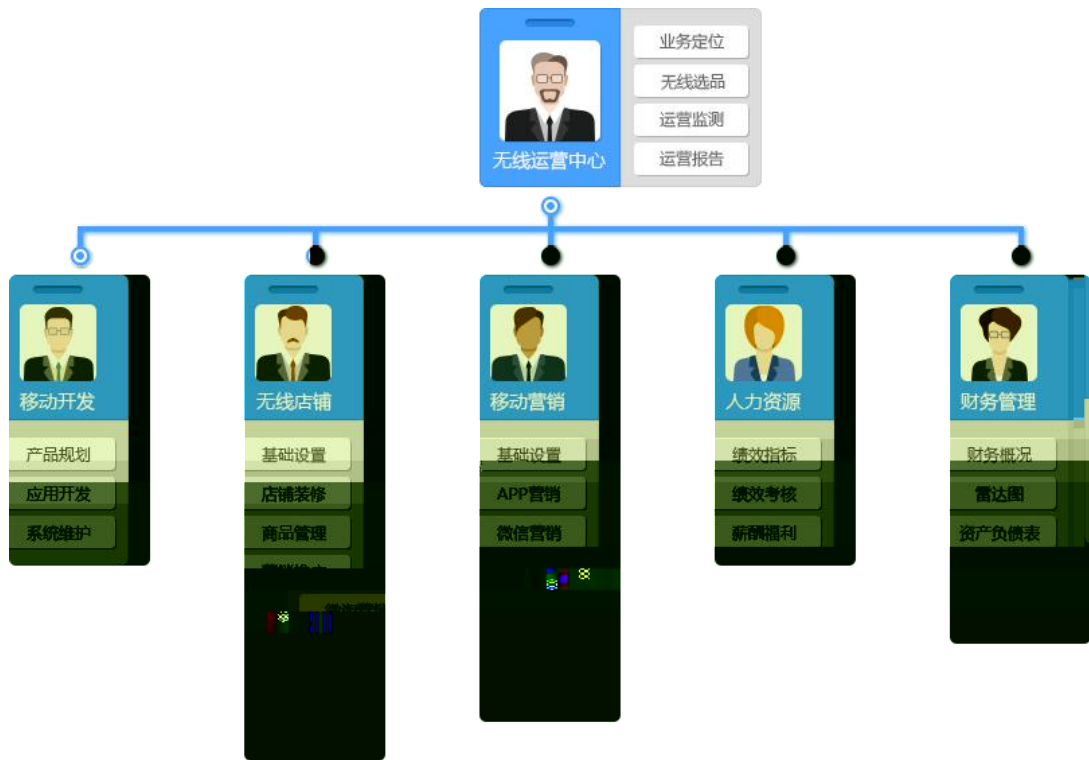 无线运营中心
业务定位
无线选品
运营监测
运营报告
移动开发
产品规划
应用开发
系统维护
无线店铺
基础设置
店铺装修
商品管理
移动营销
基础设置
APP营销
微信营销
人力资源
绩效指标
绩效考核
薪酬福利
财务管理
财务概况
雷达图
资产负债表